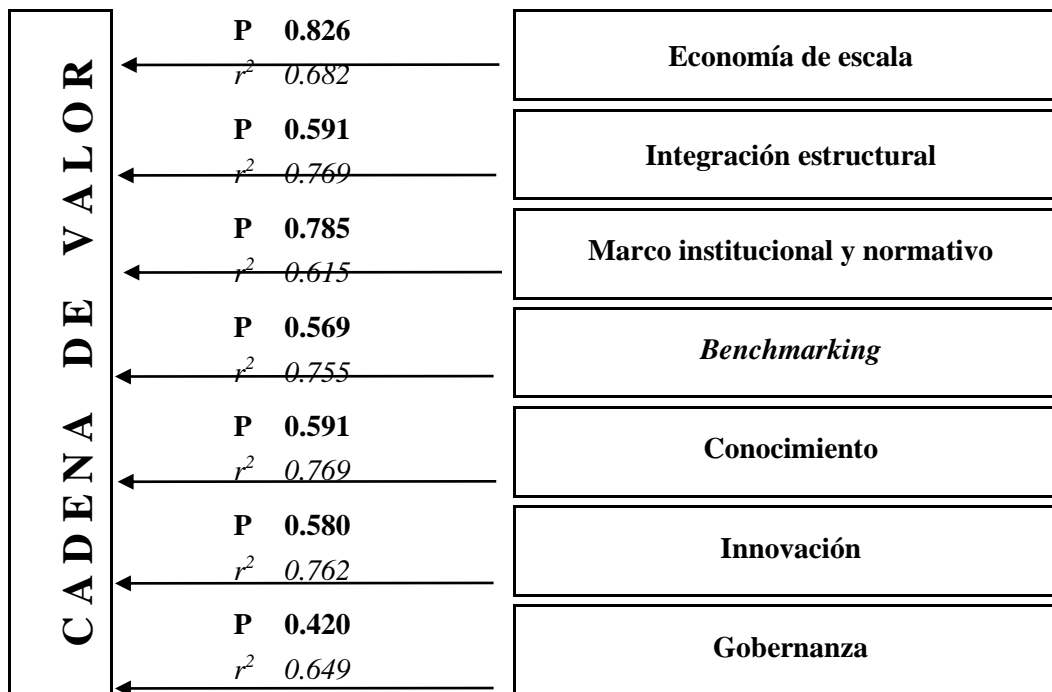 CADENA DE VALOR
P 0.826
r² 0.682
Economía de escala
P 0.591
r² 0.769
Integración estructural
P 0.785
r² 0.615
Marco institucional y normativo
P 0.569
r² 0.755
Benchmarking
P 0.591
r² 0.769
Conocimiento
P 0.580
r² 0.762
Innovación
P 0.420
r² 0.649
Gobernanza